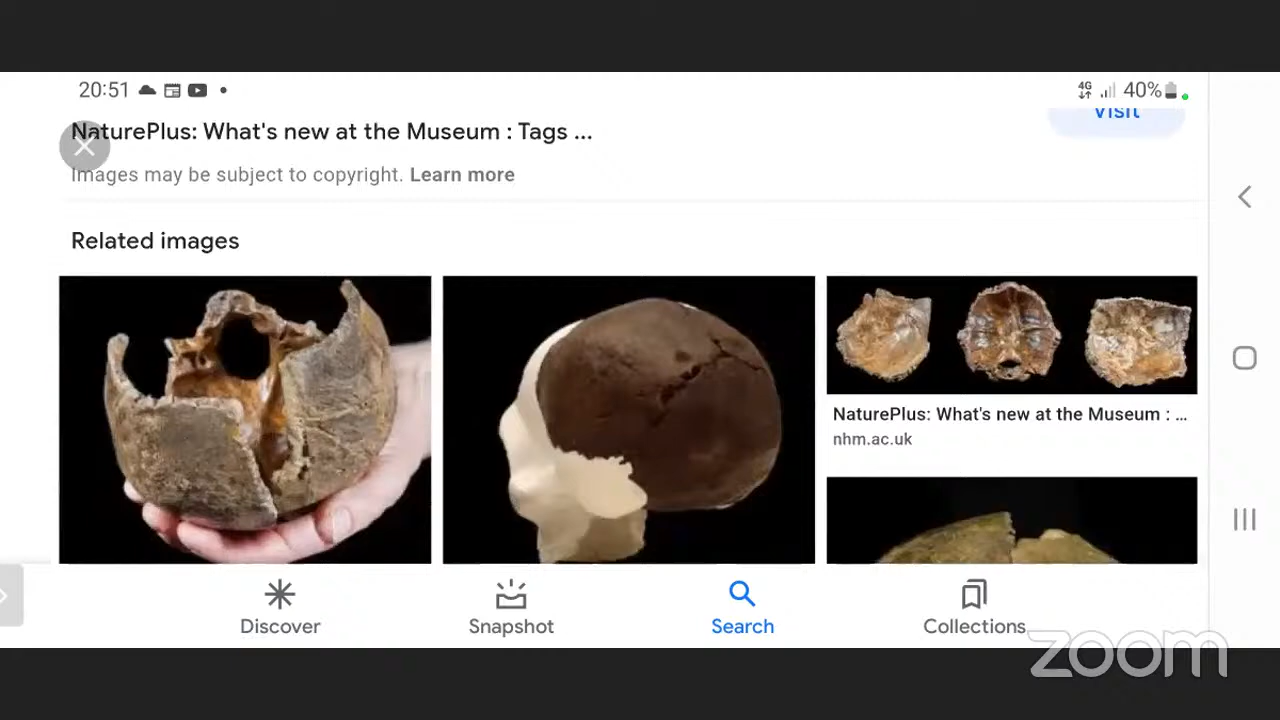 20:51
4G 40%
Visit
NaturePlus: What's new at the Museum : Tags ...
Images may be subject to copyright. Learn more
Related images
NaturePlus: What's new at the Museum : ...
nhm.ac.uk
Discover
Snapshot
Search
Collections
zoom